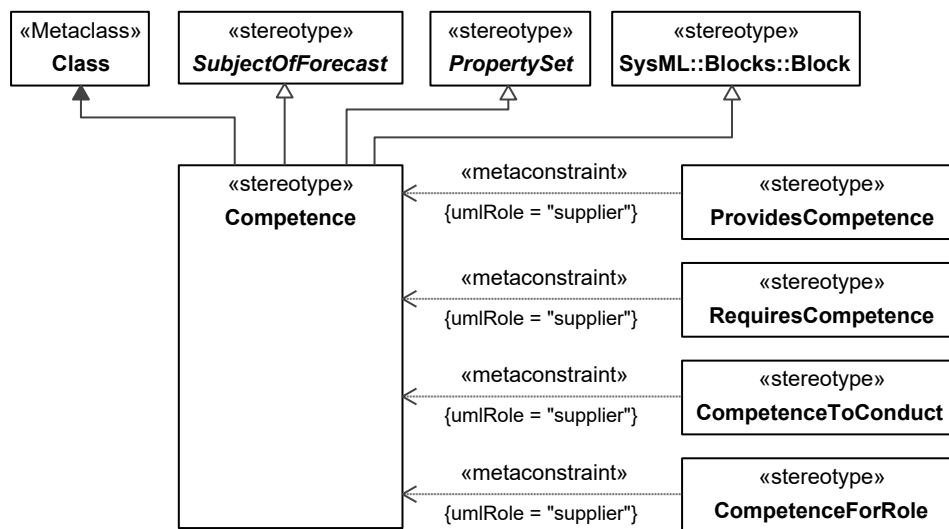 «Metaclass»
Class
«stereotype»
SubjectOfForecast
«stereotype»
PropertySet
«stereotype»
SysML::Blocks::Block
«stereotype»
Competence
«metaconstraint»
{umlRole = "supplier"}
«stereotype»
ProvidesCompetence
«metaconstraint»
{umlRole = "supplier"}
«stereotype»
RequiresCompetence
«metaconstraint»
{umlRole = "supplier"}
«stereotype»
CompetenceToConduct
«metaconstraint»
{umlRole = "supplier"}
«stereotype»
CompetenceForRole